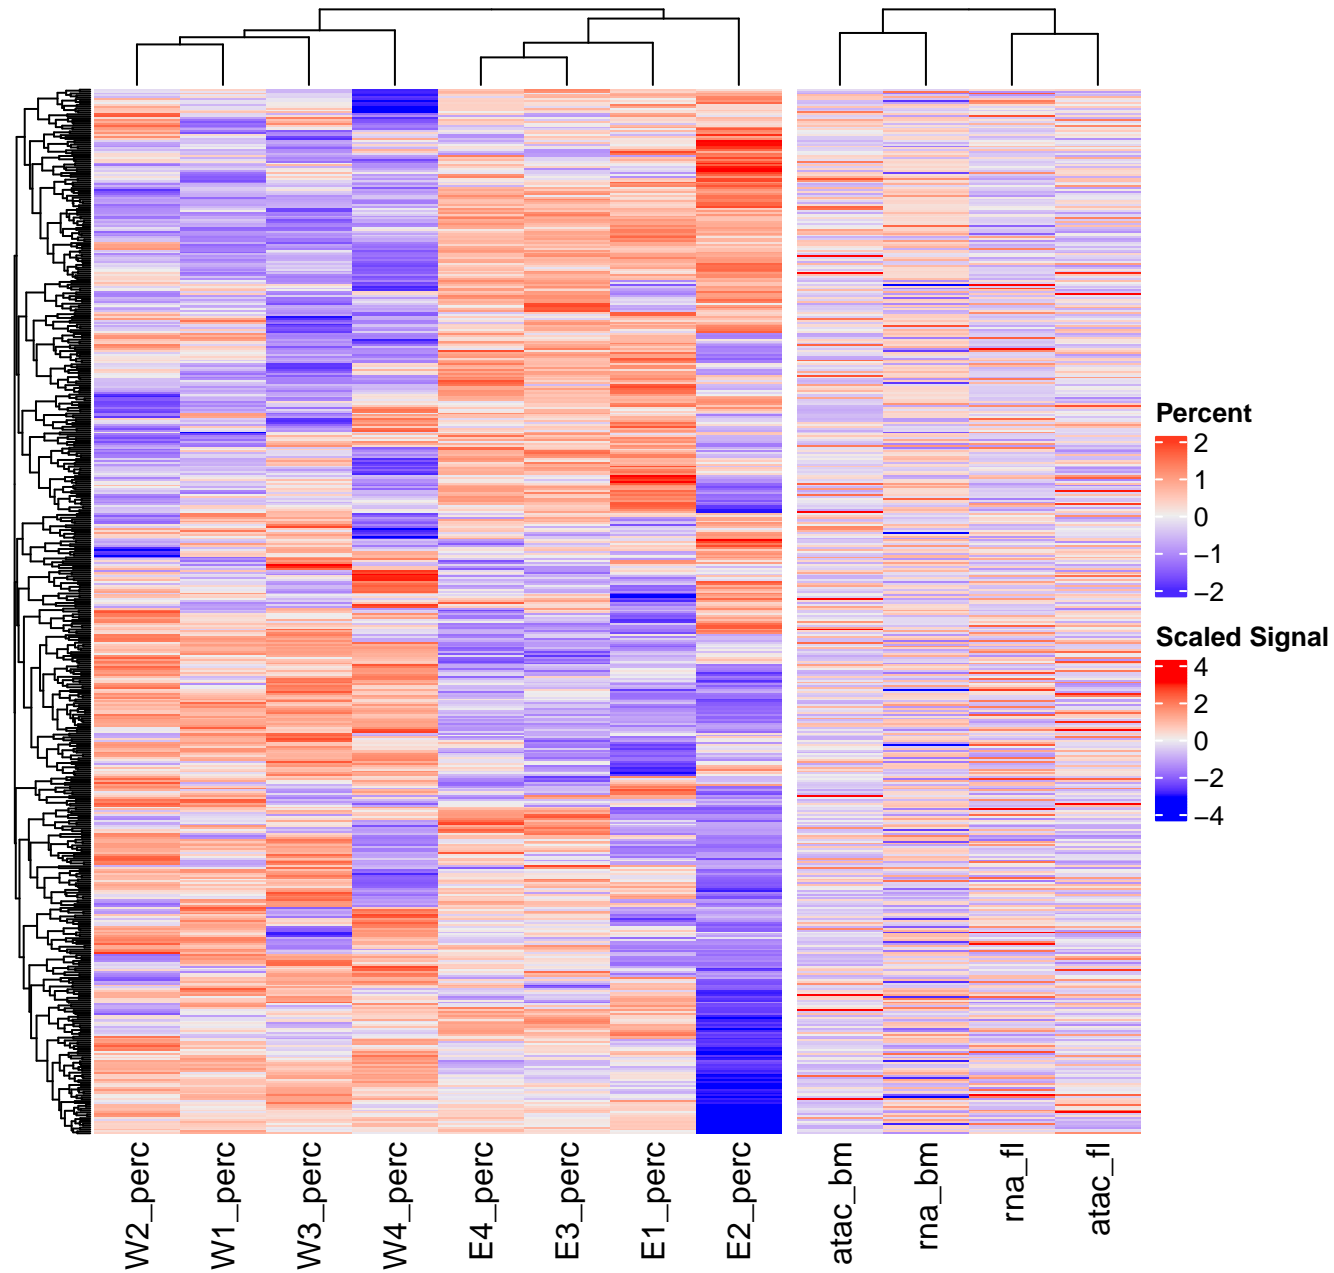 Percent
2
1
0
−1
−2
Scaled Signal
4
2
0
−2
−4
W2_perc
W1_perc
W3_perc
W4_perc
E4_perc
E3_perc
E1_perc
E2_perc
atac_bm
rna_bm
rna_fl
atac_fl